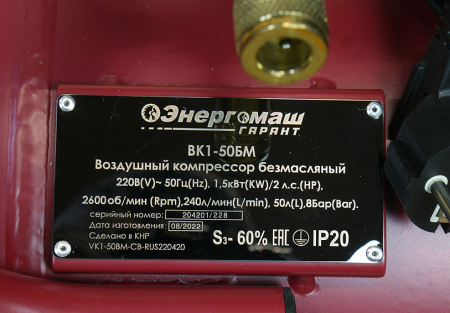 Энергомаш
ГАРАНТ
ВК1-50БМ
Воздушный компрессор безмасляный
220В(V)~ 50Гц(Hz), 1,5кВт(KW)/2 л.с.(HP),
2600об/мин (Rpm),240л/мин(L/min), 50л(L),8Бар(Bar).
серийный номер: 204201/228
Дата изготовления: 08/2022
Сделано в КНР
VK1-50BM-CB-RUS220420
S3- 60% EAC IP20